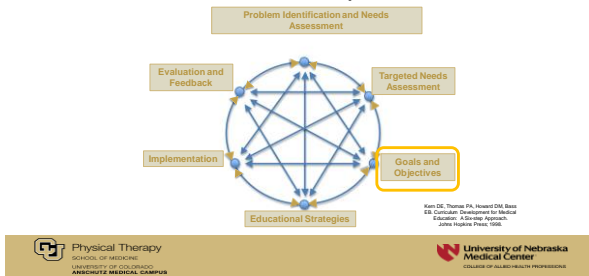 Problem Identification and Needs
Assessment
Evaluation and
Feedback
Targeted Needs
Assessment
Implementation
Goals and
Objectives
Educational Strategies
Kern DE, Thomas PA, Howard DM, Bass
EB. Curriculum Development for Medical
Education: A Six-step Approach.
Johns Hopkins Press; 1998.
Physical Therapy
SCHOOL OF MEDICINE
UNIVERSITY OF COLORADO
ANSCHUTZ MEDICAL CAMPUS
University of Nebraska
Medical Center
COLLEGE OF ALLIED HEALTH PROFESSIONS